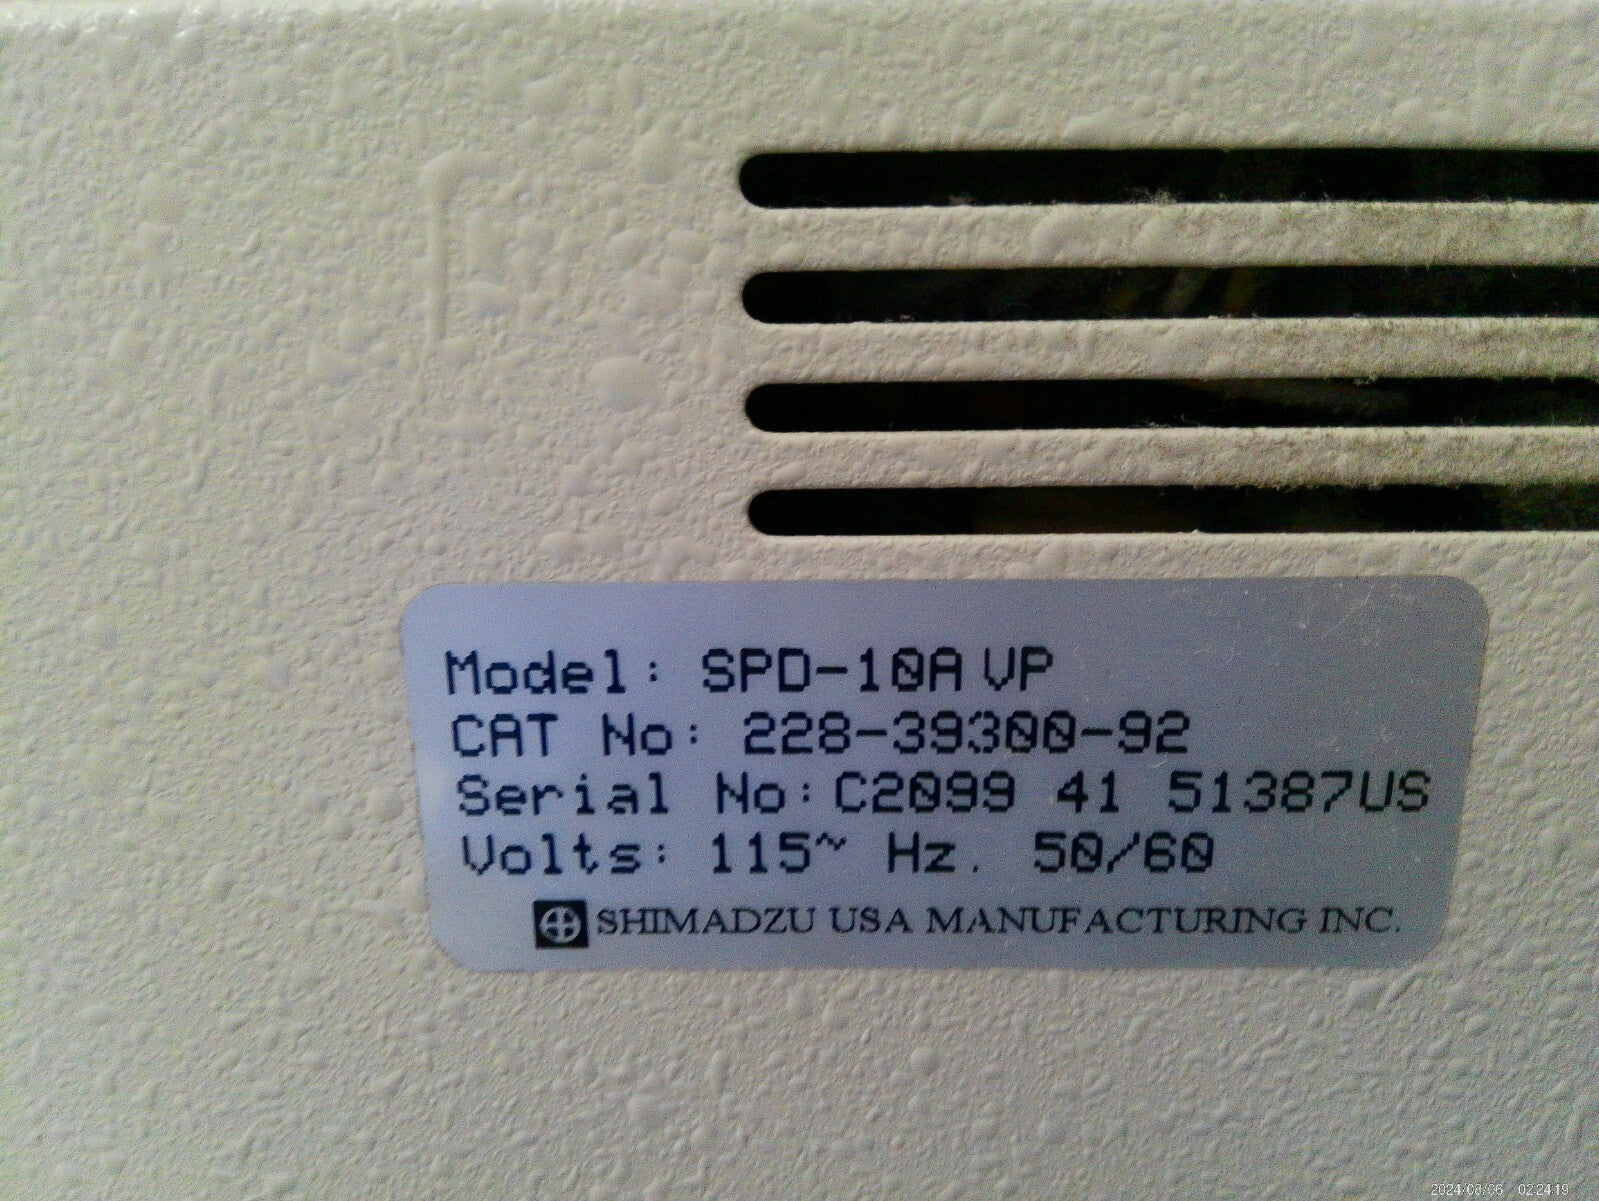 Model: SPD-10A VP
CAT No: 228-39300-92
Serial No: C2099 41 51387US
Volts: 115~ Hz. 50/60
SHIMADZU USA MANUFACTURING INC.
2024/08/06 02:24:19